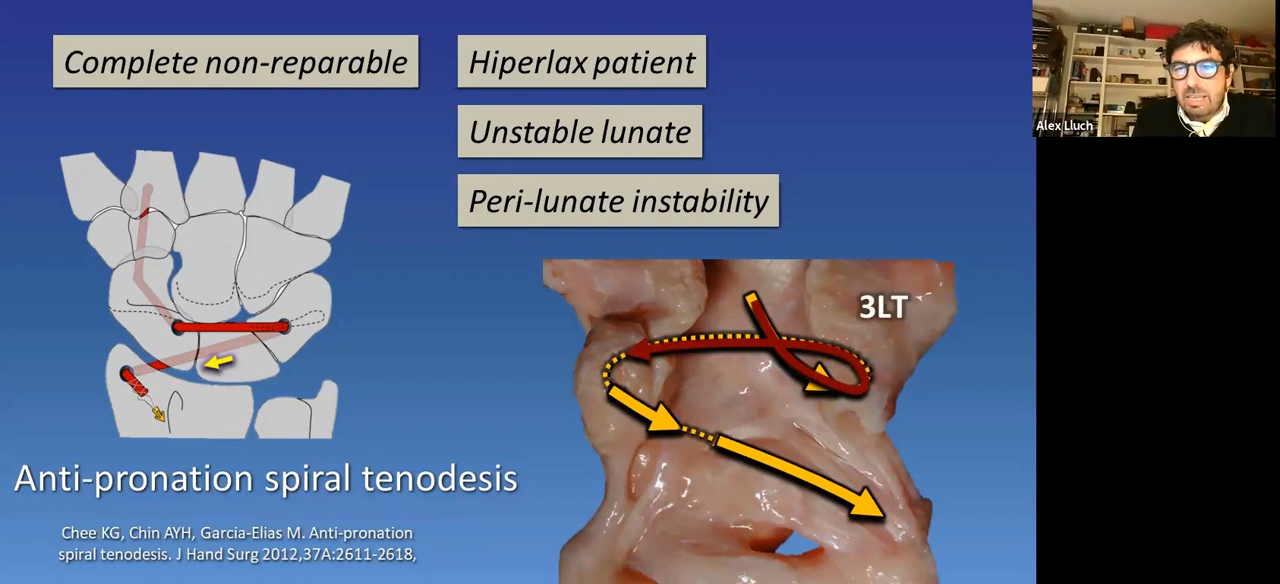 Complete non-reparable
Hiperlax patient
Unstable lunate
Peri-lunate instability
Alex Lluch
3LT
Anti-pronation spiral tenodesis
Chee KG, Chin AYH, Garcia-Elias M. Anti-pronation
spiral tenodesis. J Hand Surg 2012,37A:2611-2618,